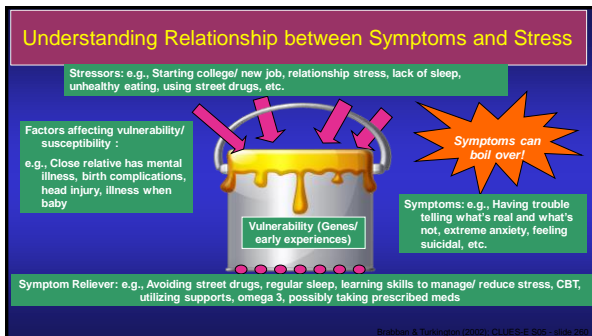 Understanding Relationship between Symptoms and Stress
Stressors: e.g., Starting college/ new job, relationship stress, lack of sleep,
unhealthy eating, using street drugs, etc.
Factors affecting vulnerability/
susceptibility :
e.g., Close relative has mental
illness, birth complications,
head injury, illness when
baby
Symptoms can
boil over!
Vulnerability (Genes/
early experiences)
Symptoms: e.g., Having trouble
telling what's real and what's
not, extreme anxiety, feeling
suicidal, etc.
Symptom Reliever: e.g., Avoiding street drugs, regular sleep, learning skills to manage/ reduce stress, CBT,
utilizing supports, omega 3, possibly taking prescribed meds
Brabban & Turkington (2002); CLUES-E S05 - slide 280